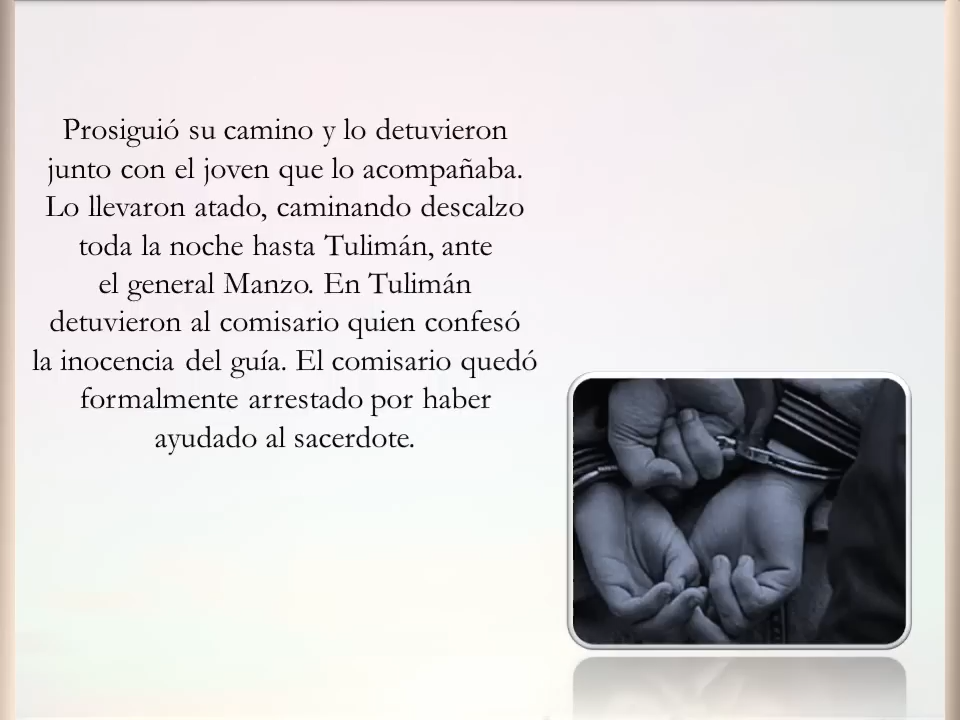 Prosiguió su camino y lo detuvieron
junto con el joven que lo acompañaba.
Lo llevaron atado, caminando descalzo
toda la noche hasta Tulimán, ante
el general Manzo. En Tulimán
detuvieron al comisario quien confesó
la inocencia del guía. El comisario quedó
formalmente arrestado por haber
ayudado al sacerdote.